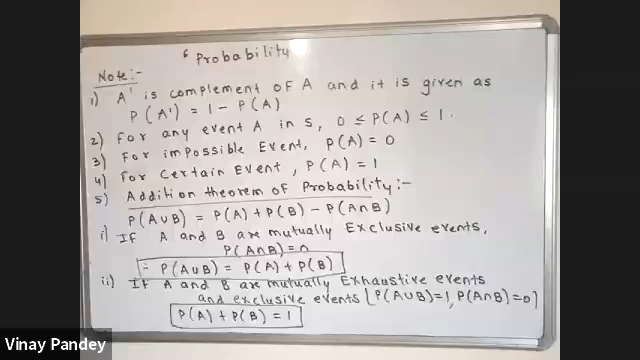 6 Probability
Note:-
1) A' is complement of A and it is given as
P(A') = 1 - P(A)
2) For any event A in S, 0 ≤ P(A) ≤ 1.
3) For impossible Event, P(A) = 0
4) For Certain Event, P(A) = 1
5) Addition theorem of Probability:-
P(A∪B) = P(A) + P(B) - P(A∩B)
i) If A and B are mutually Exclusive events,
P(A∩B) = 0
∴ P(A∪B) = P(A) + P(B)
ii) If A and B are mutually Exhaustive events
and exclusive events [P(A∪B)=1, P(A∩B)=0]
P(A) + P(B) = 1
Vinay Pandey